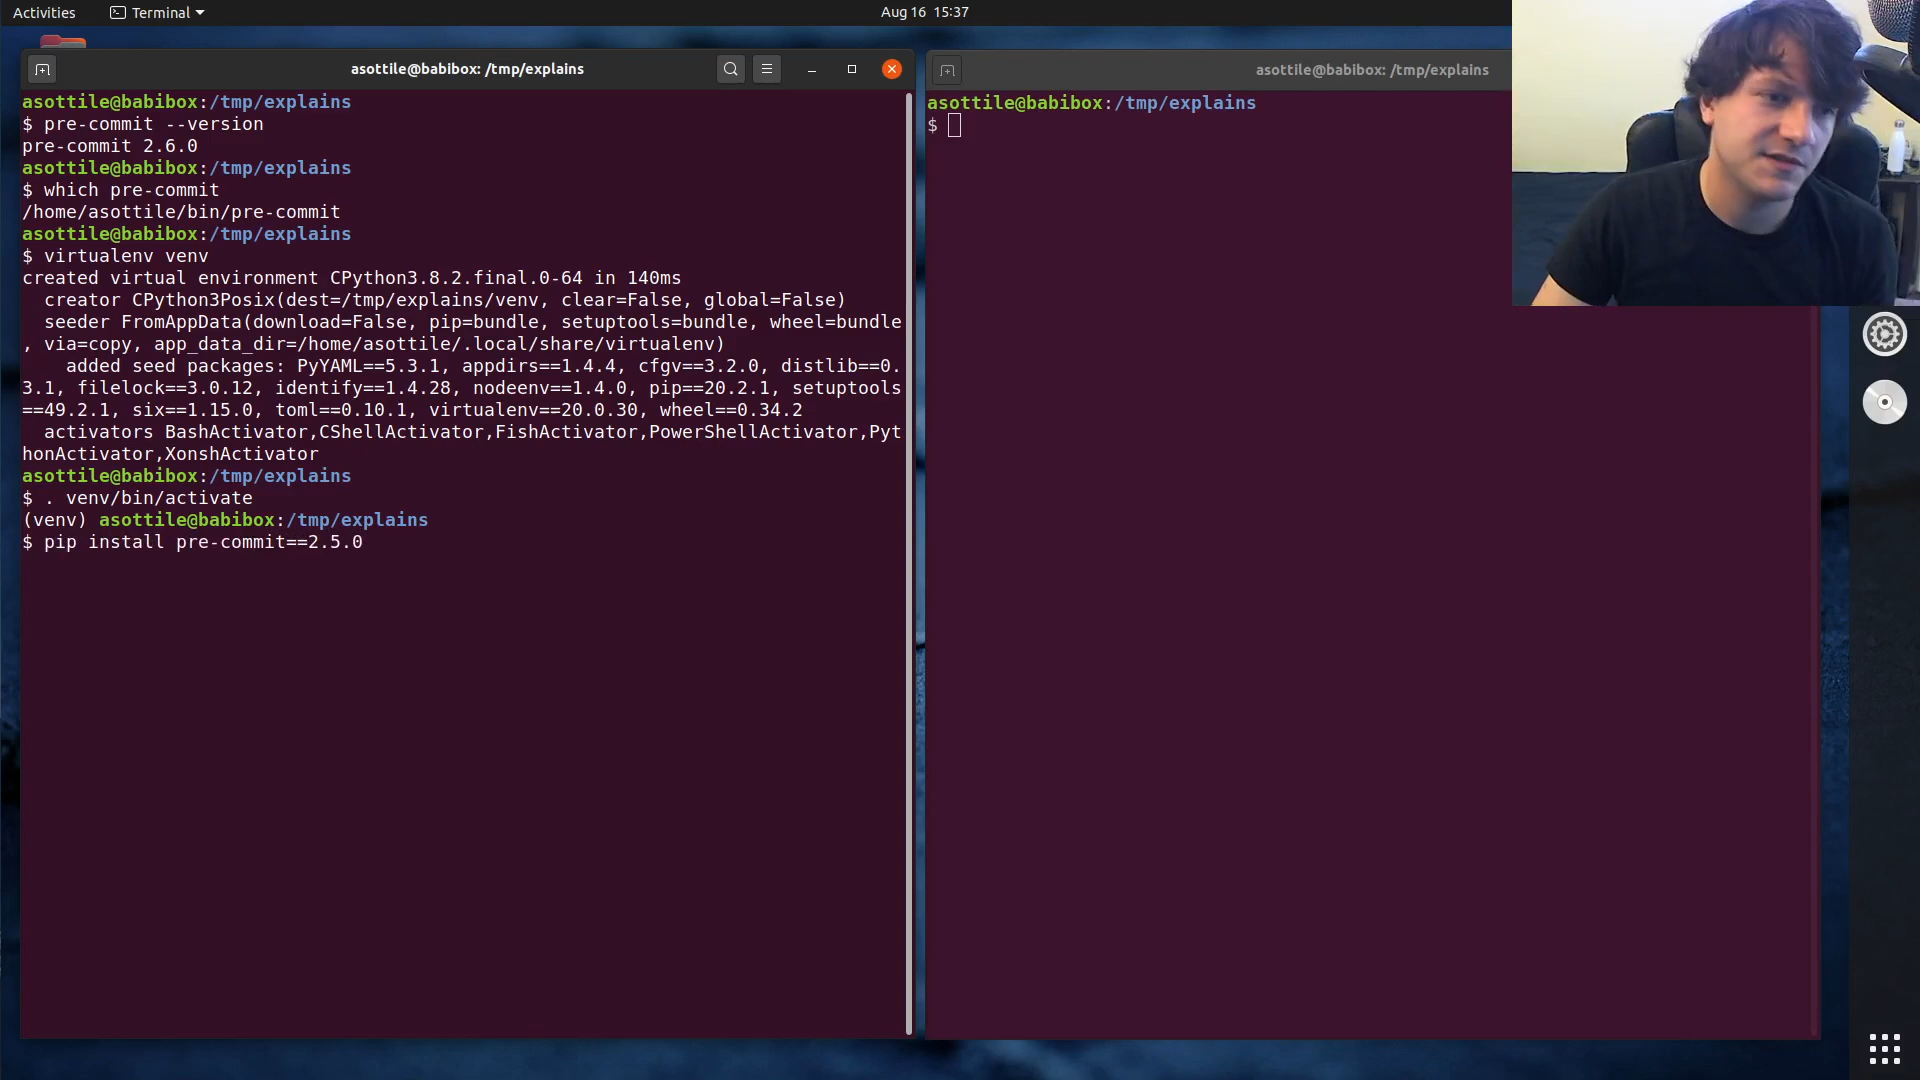 Activities
Terminal
Aug 16 15:37
asottile@babibox: /tmp/explains
asottile@babibox:/tmp/explains
$ pre-commit --version
pre-commit 2.6.0
asottile@babibox:/tmp/explains
$ which pre-commit
/home/asottile/bin/pre-commit
asottile@babibox:/tmp/explains
$ virtualenv venv
created virtual environment CPython3.8.2.final.0-64 in 140ms
  creator CPython3Posix(dest=/tmp/explains/venv, clear=False, global=False)
  seeder FromAppData(download=False, pip=bundle, setuptools=bundle, wheel=bundle
, via=copy, app_data_dir=/home/asottile/.local/share/virtualenv)
    added seed packages: PyYAML==5.3.1, appdirs==1.4.4, cfgv==3.2.0, distlib==0.
3.1, filelock==3.0.12, identify==1.4.28, nodeenv==1.4.0, pip==20.2.1, setuptools
==49.2.1, six==1.15.0, toml==0.10.1, virtualenv==20.0.30, wheel==0.34.2
  activators BashActivator,CShellActivator,FishActivator,PowerShellActivator,Pyt
honActivator,XonshActivator
asottile@babibox:/tmp/explains
$ . venv/bin/activate
(venv) asottile@babibox:/tmp/explains
$ pip install pre-commit==2.5.0
asottile@babibox: /tmp/explains
asottile@babibox:/tmp/explains
$